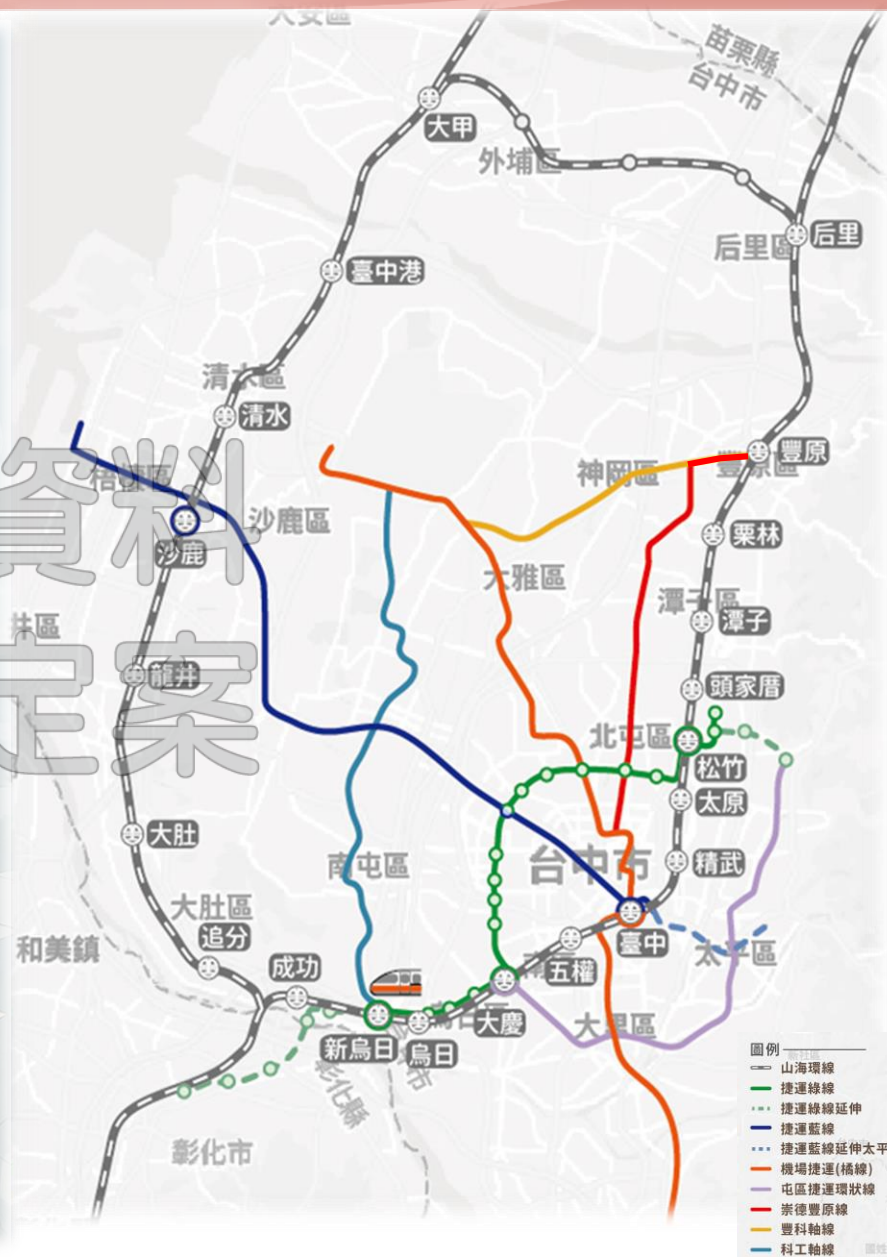 大安區
苗栗縣
台中市
大甲
外埔區
后里區
后里
臺中港
清水區
清水
梧棲區
資料
神岡區
豐原區
豐原
沙鹿區
沙鹿
栗林
大雅區
潭子區
潭子
井區
定案
龍井
頭家厝
北屯區
松竹
太原
大肚
南屯區
台中市
精武
大肚區
追分
和美鎮
成功
臺中
太平區
五權
大慶
大里區
新烏日
烏日
彰化縣
彰化市
圖例
山海環線
捷運綠線
捷運綠線延伸
捷運藍線
捷運藍線延伸太平
機場捷運(橘線)
屯區捷運環狀線
崇德豐原線
豐科軸線
科工軸線